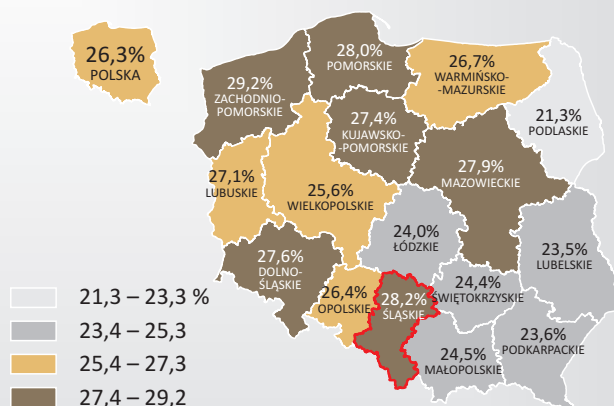 26,3%
POLSKA
28,0%
POMORSKIE
26,7%
WARMIŃSKO-
-MAZURSKIE
29,2%
ZACHODNIO-
POMORSKIE
27,4%
KUJAWSKO-
-POMORSKIE
21,3%
PODLASKIE
27,1%
LUBUSKIE
25,6%
WIELKOPOLSKIE
27,9%
MAZOWIECKIE
24,0%
ŁÓDZKIE
23,5%
LUBELSKIE
27,6%
DOLNO-
ŚLĄSKIE
26,4%
OPOLSKIE
28,2%
ŚLĄSKIE
24,4%
ŚWIĘTOKRZYSKIE
24,5%
MAŁOPOLSKIE
23,6%
PODKARPACKIE
21,3 – 23,3 %
23,4 – 25,3
25,4 – 27,3
27,4 – 29,2